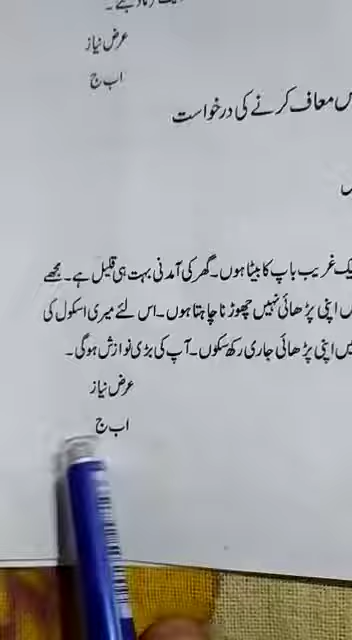 عرض نیاز
ا ب ج
معاف کرنے کی درخواست
غریب باپ کا بیٹا ہوں۔ گھر کی آمدنی بہت ہی قلیل ہے۔ مجھے
اپنی پڑھائی نہیں چھوڑنا چاہتا ہوں۔ اس لئے میری اسکول کی
اپنی پڑھائی جاری رکھ سکوں۔ آپ کی بڑی نوازش ہوگی۔
عرض نیاز
ا ب ج